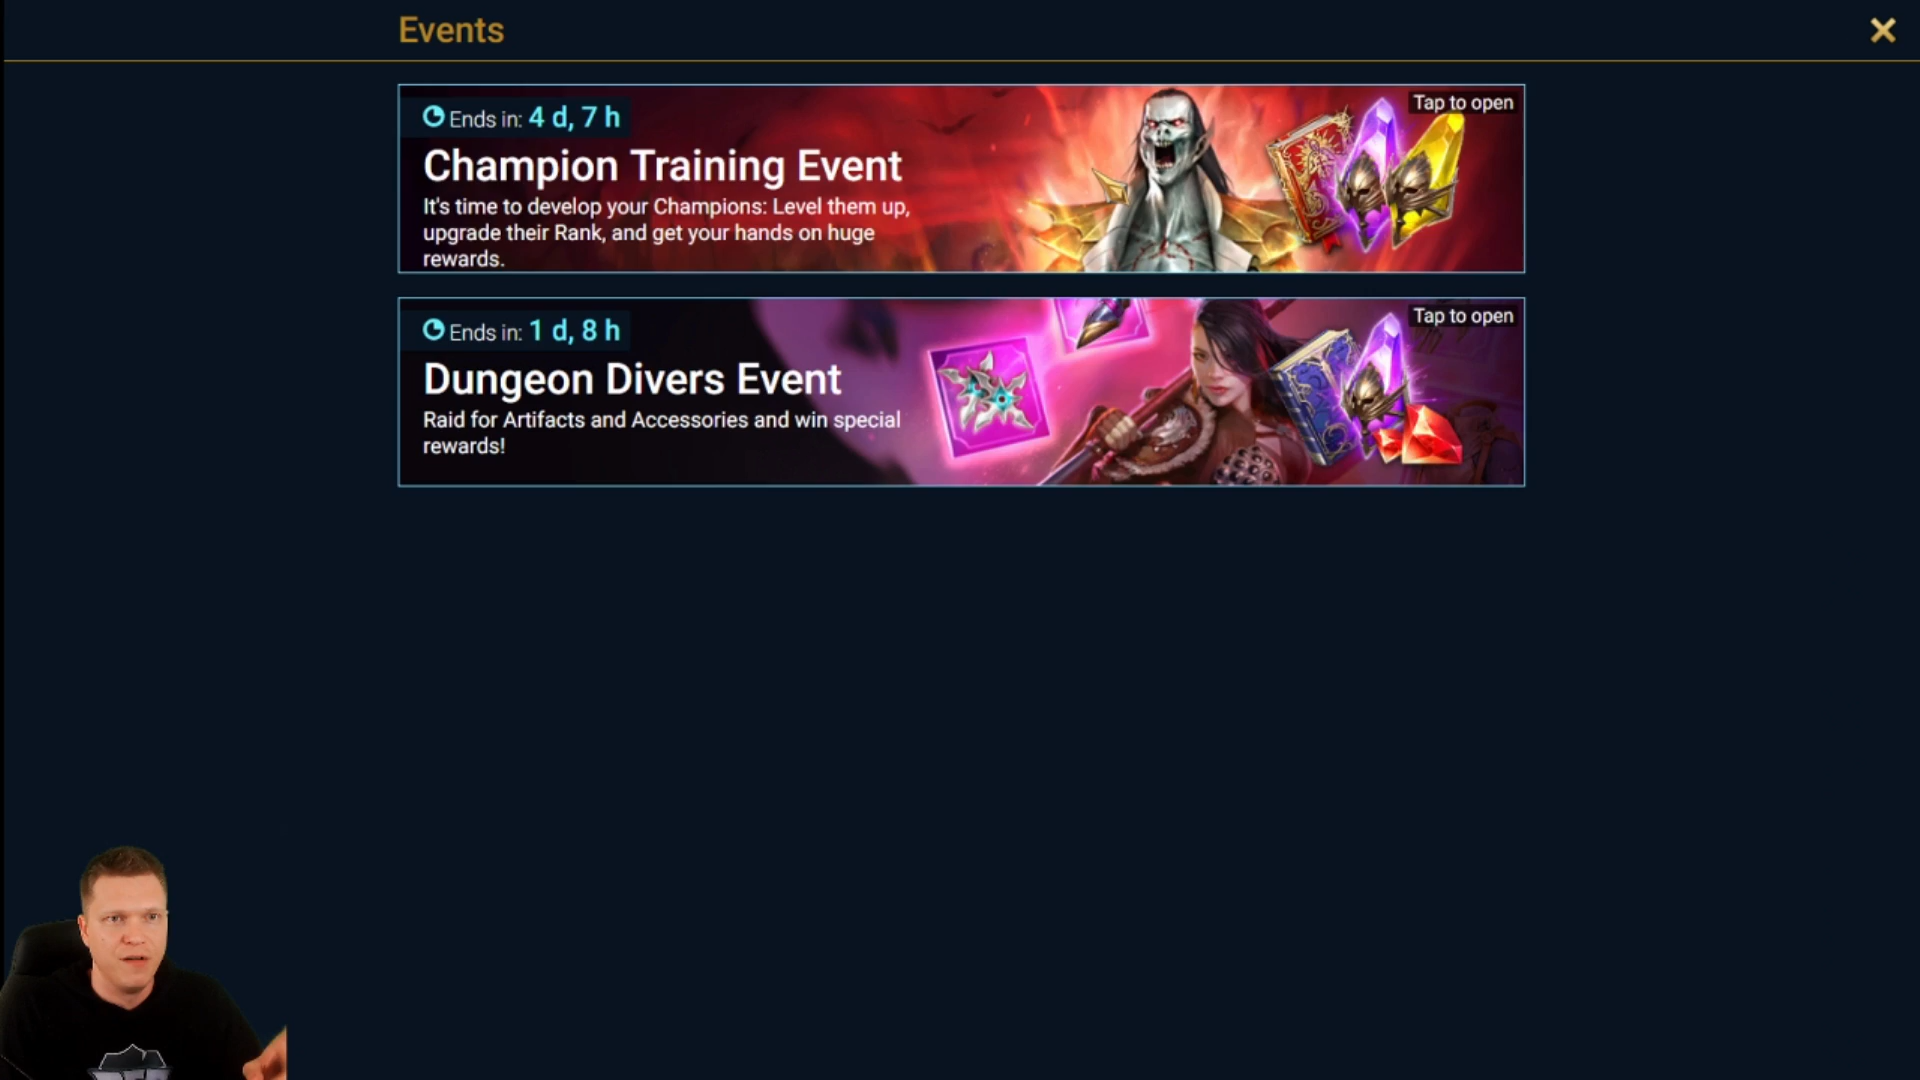 Events
Ends in: 4 d, 7 h
Tap to open
Champion Training Event
It's time to develop your Champions: Level them up,
upgrade their Rank, and get your hands on huge
rewards.
Ends in: 1 d, 8 h
Tap to open
Dungeon Divers Event
Raid for Artifacts and Accessories and win special
rewards!